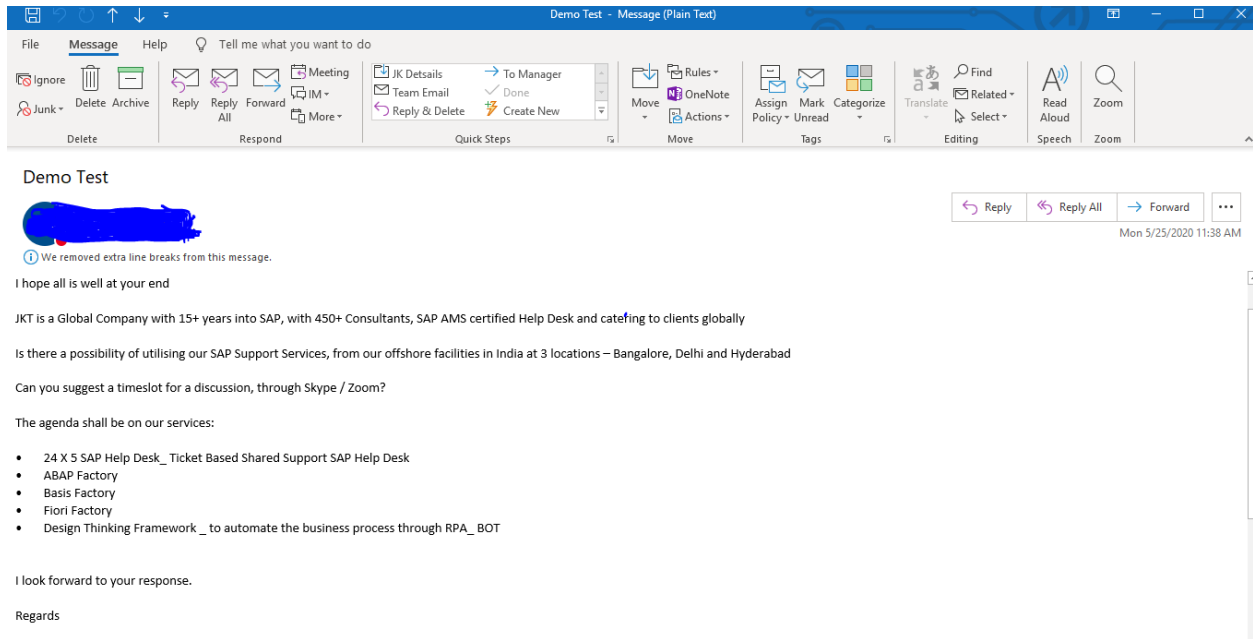 Demo Test - Message (Plain Text)
File Message Help Tell me what you want to do
Ignore
Junk
Delete Archive
Reply Reply All Forward
Meeting
IM
More
JK Detsails
Team Email
Reply & Delete
To Manager
Done
Create New
Move
Rules
OneNote
Actions
Assign Policy Mark Unread Categorize
Translate
Find
Related
Select
Read Aloud
Zoom
Delete Respond Quick Steps Move Tags Editing Speech Zoom
Demo Test
Reply Reply All Forward
Mon 5/25/2020 11:38 AM
We removed extra line breaks from this message.
I hope all is well at your end
JKT is a Global Company with 15+ years into SAP, with 450+ Consultants, SAP AMS certified Help Desk and catering to clients globally
Is there a possibility of utilising our SAP Support Services, from our offshore facilities in India at 3 locations – Bangalore, Delhi and Hyderabad
Can you suggest a timeslot for a discussion, through Skype / Zoom?
The agenda shall be on our services:
• 24 X 5 SAP Help Desk_ Ticket Based Shared Support SAP Help Desk
• ABAP Factory
• Basis Factory
• Fiori Factory
• Design Thinking Framework _ to automate the business process through RPA_ BOT
I look forward to your response.
Regards